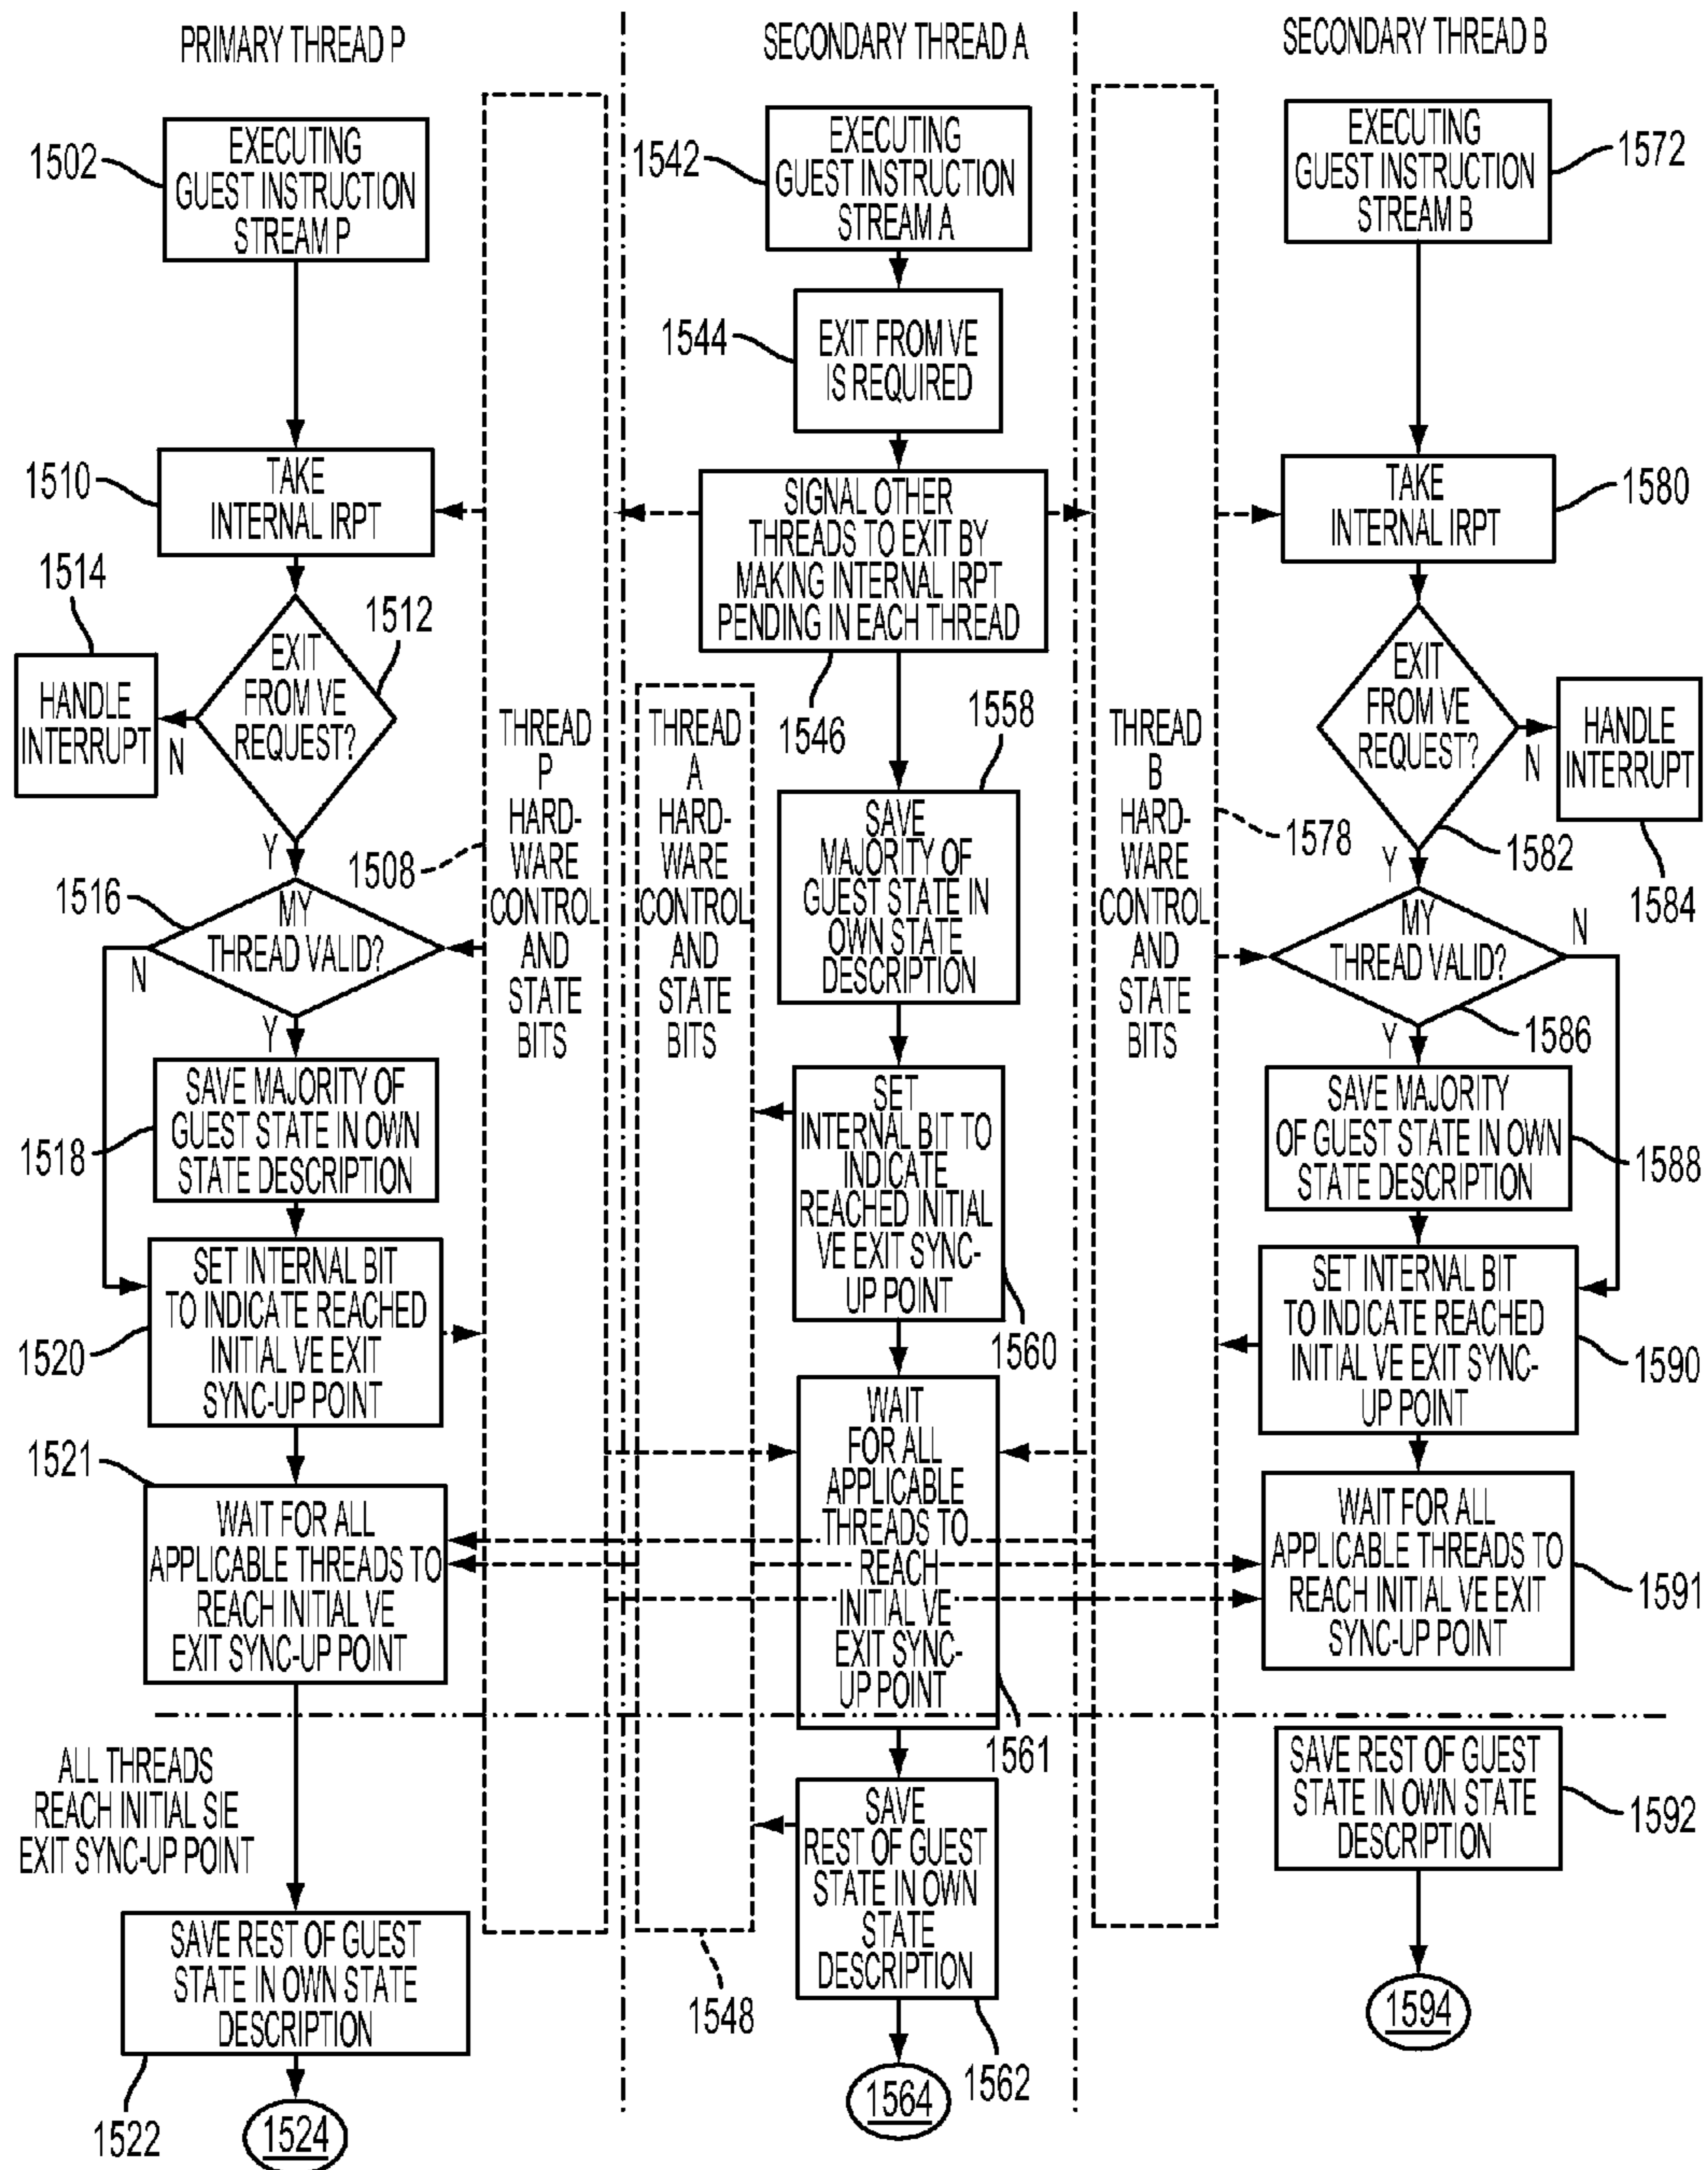 PRIMARY THREAD P
SECONDARY THREAD A
SECONDARY THREAD B
1502
EXECUTING
GUEST INSTRUCTION
STREAM P
1542
EXECUTING
GUEST INSTRUCTION
STREAM A
EXECUTING
GUEST INSTRUCTION
STREAM B
1572
1544
EXIT FROM VE
IS REQUIRED
1510
TAKE
INTERNAL IRPT
SIGNAL OTHER
THREADS TO EXIT BY
MAKING INTERNAL IRPT
PENDING IN EACH THREAD
1546
TAKE
INTERNAL IRPT
1580
1514
HANDLE
INTERRUPT
N
EXIT
FROM VE
REQUEST?
1512
Y
THREAD
P
HARD-
WARE
CONTROL
AND
STATE
BITS
1508
THREAD
A
HARD-
WARE
CONTROL
AND
STATE
BITS
1558
SAVE
MAJORITY OF
GUEST STATE IN
OWN STATE
DESCRIPTION
THREAD
B
HARD-
WARE
CONTROL
AND
STATE
BITS
1578
EXIT
FROM VE
REQUEST?
N
HANDLE
INTERRUPT
1582
1584
Y
1516
MY
THREAD VALID?
N
Y
MY
THREAD VALID?
N
1586
Y
1518
SAVE MAJORITY OF
GUEST STATE IN OWN
STATE DESCRIPTION
SET
INTERNAL BIT TO
INDICATE
REACHED INITIAL
VE EXIT SYNC-
UP POINT
1560
SAVE MAJORITY
OF GUEST STATE IN OWN
STATE DESCRIPTION
1588
1520
SET INTERNAL BIT
TO INDICATE REACHED
INITIAL VE EXIT
SYNC-UP POINT
SET INTERNAL BIT
TO INDICATE REACHED
INITIAL VE EXIT SYNC-
UP POINT
1590
1521
WAIT FOR ALL
APPLICABLE THREADS TO
REACH INITIAL VE
EXIT SYNC-UP POINT
WAIT
FOR ALL
APPLICABLE
THREADS TO
REACH
INITIAL VE
EXIT SYNC-
UP POINT
1561
WAIT FOR ALL
APPLICABLE THREADS TO
REACH INITIAL VE EXIT
SYNC-UP POINT
1591
ALL THREADS
REACH INITIAL SIE
EXIT SYNC-UP POINT
SAVE
REST OF GUEST
STATE IN OWN
STATE
DESCRIPTION
1562
SAVE REST OF GUEST
STATE IN OWN STATE
DESCRIPTION
1592
SAVE REST OF GUEST
STATE IN OWN STATE
DESCRIPTION
1522
1548
1524
1564
1594